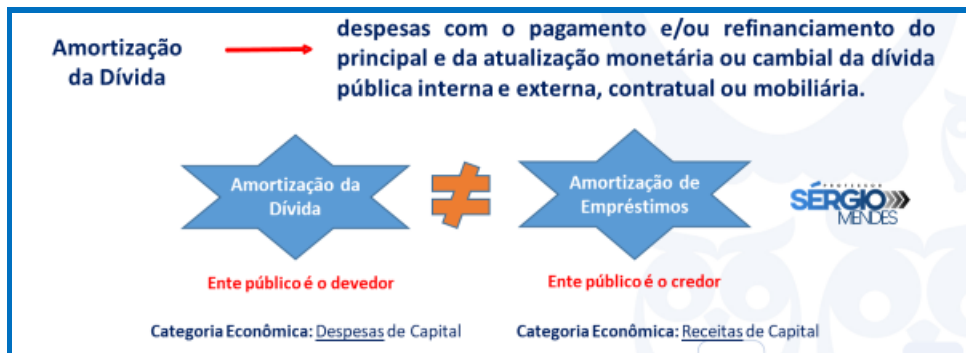 Amortização
da Dívida
despesas com o pagamento e/ou refinanciamento do
principal e da atualização monetária ou cambial da dívida
pública interna e externa, contratual ou mobiliária.
Amortização da
Dívida
≠
Amortização de
Empréstimos
PROFESSOR
SÉRGIO
MENDES
Ente público é o devedor
Ente público é o credor
Categoria Econômica: Despesas de Capital
Categoria Econômica: Receitas de Capital